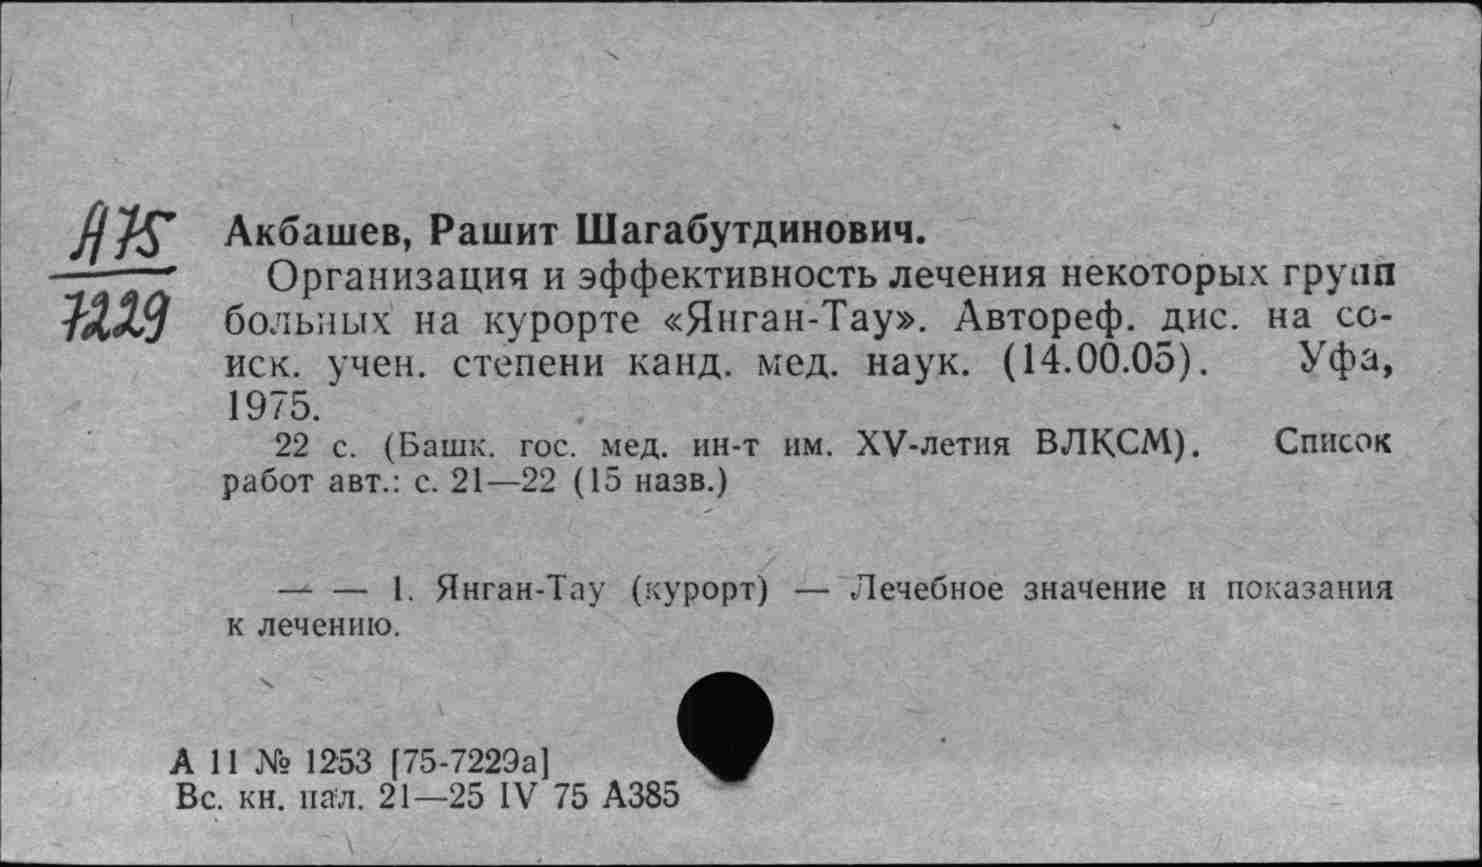 А75
7229
Акбашев, Рашит Шагабутдинович.
Организация и эффективность лечения некоторых групп
больных на курорте «Янган-Тау». Автореф. дис. на со-
иск. учен. степени канд. мед. наук. (14.00.05). Уфа,
1975.
22 с. (Башк. гос. мед. ин-т им. XV-летия ВЛКСМ). Список
работ авт.: с. 21—22 (15 назв.)
— — 1. Янган-Тау (курорт) — Лечебное значение и показания
к лечению.
А 11 № 1253 [75-7229а]
Вс. кн. пал. 21—25 IV 75 А385